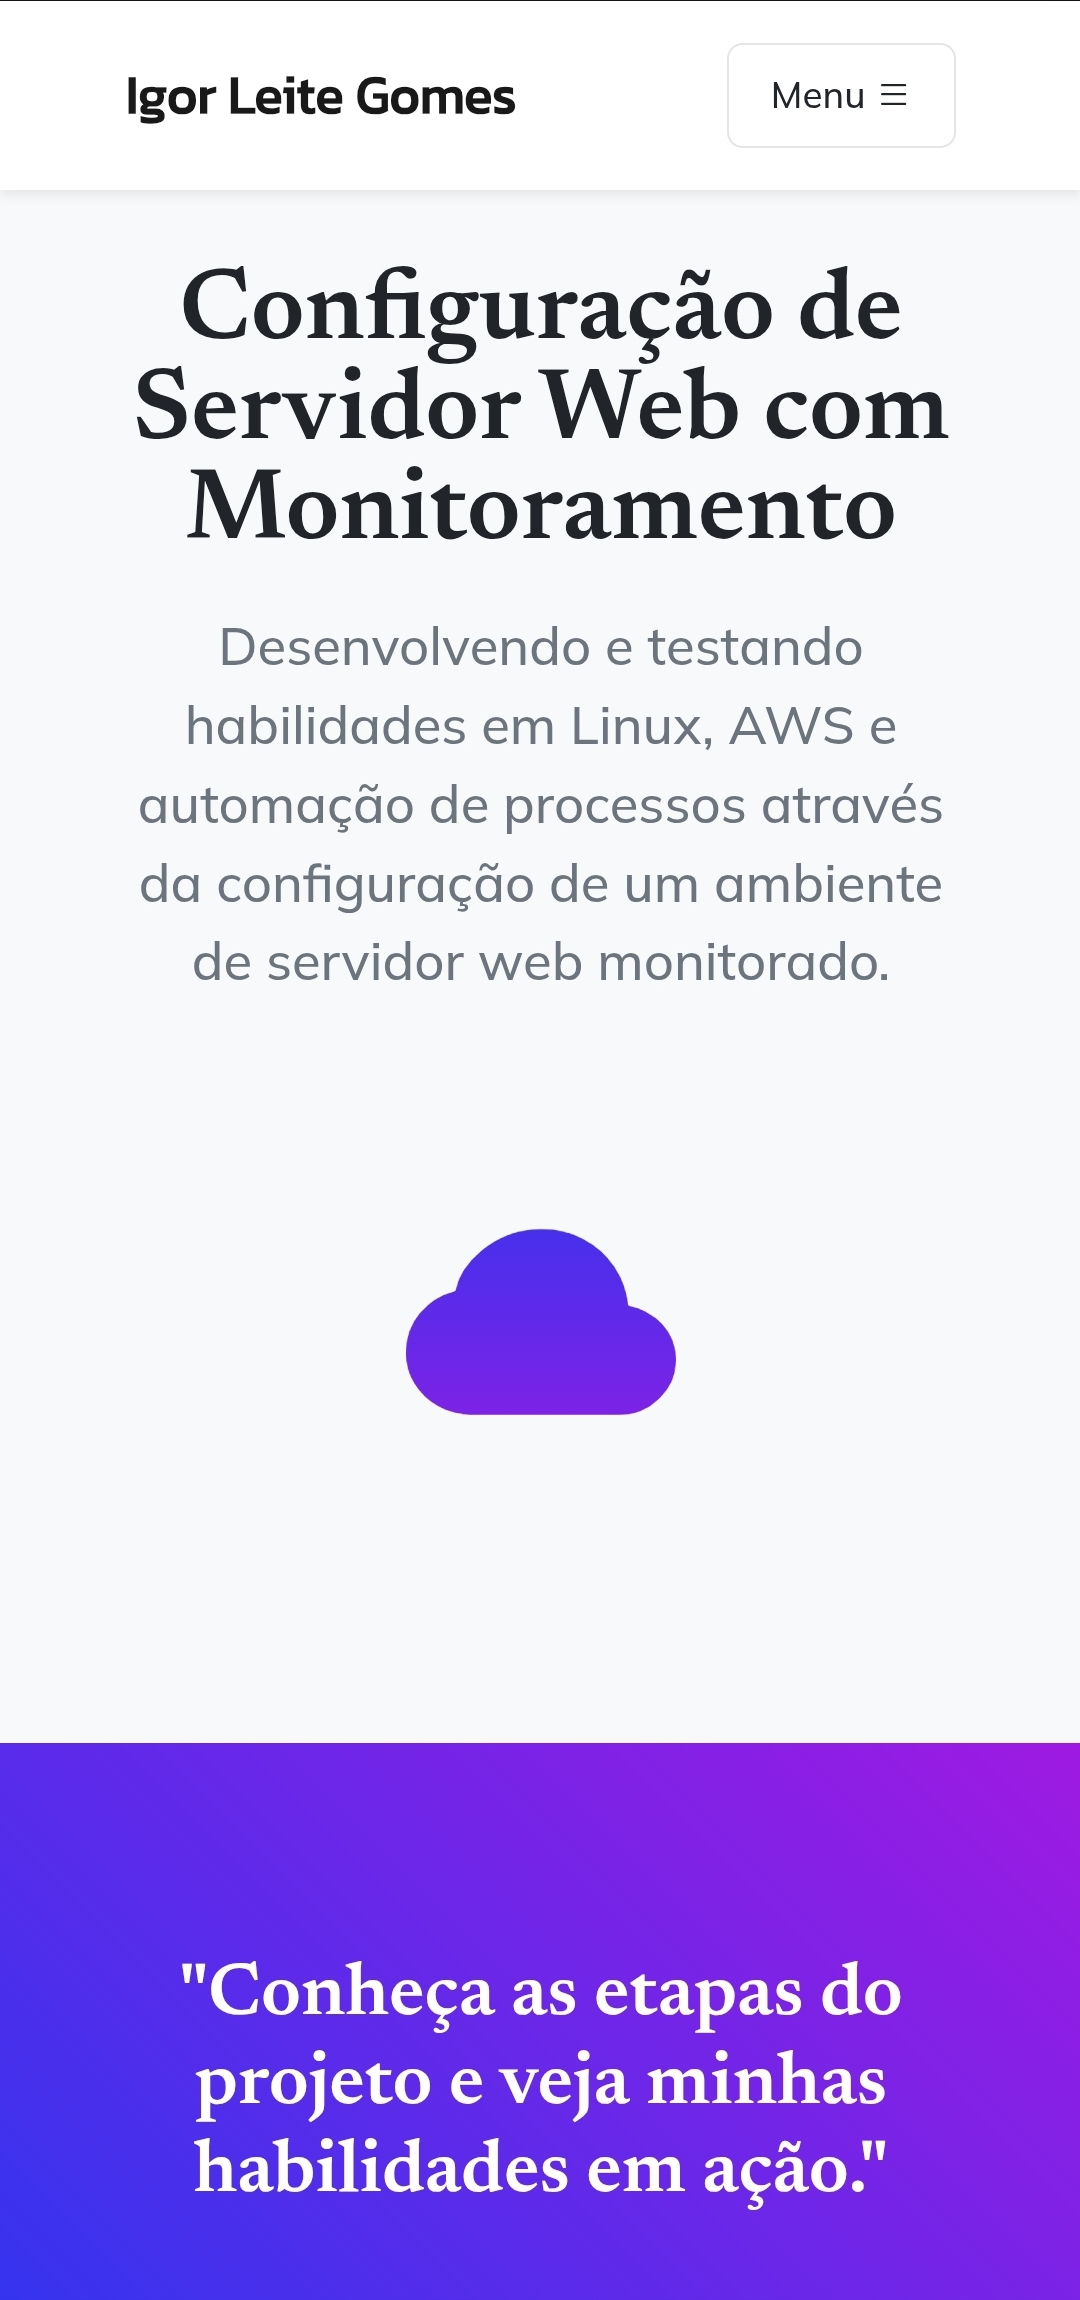 Igor Leite Gomes
Menu
Configuração de
Servidor Web com
Monitoramento
Desenvolvendo e testando
habilidades em Linux, AWS e
automação de processos através
da configuração de um ambiente
de servidor web monitorado.
"Conheça as etapas do
projeto e veja minhas
habilidades em ação."